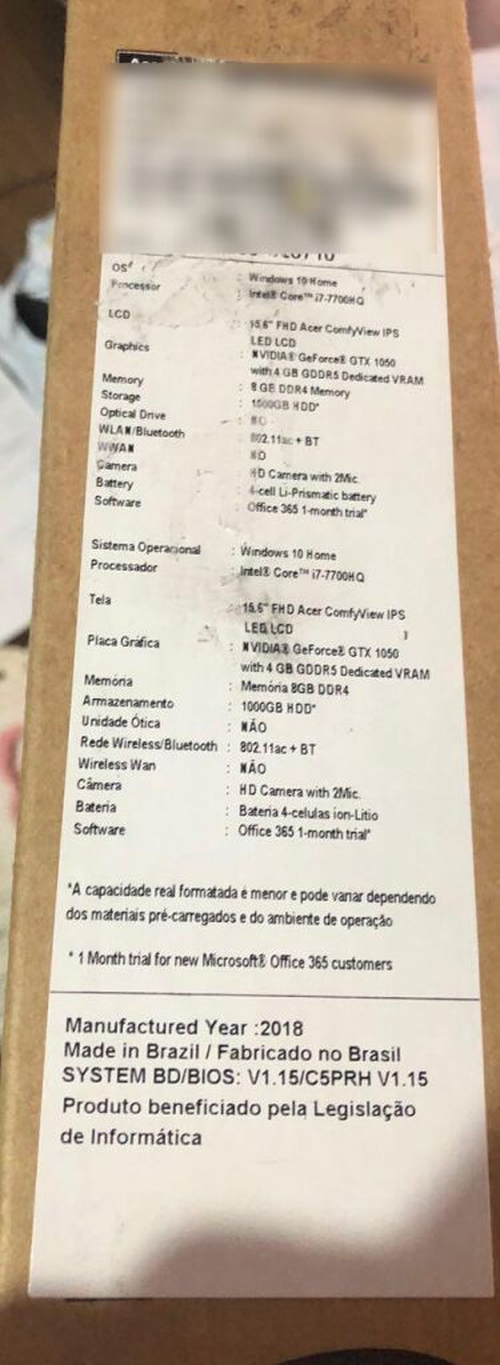 OS
: Windows 10 Home
Processor : Intel® Core™ i7-7700HQ
LCD : 15.6" FHD Acer ComfyView IPS
LED LCD
Graphics : NVIDIA® GeForce® GTX 1050
with 4 GB GDDR5 Dedicated VRAM
Memory : 8 GB DDR4 Memory
Storage : 1000GB HDD*
Optical Drive : NO
WLAN/Bluetooth : 802.11ac + BT
WWAN : NO
Camera : HD Camera with 2Mic.
Battery : 4-cell Li-Prismatic battery
Software : Office 365 1-month trial*
Sistema Operacional : Windows 10 Home
Processador : Intel® Core™ i7-7700HQ
Tela : 15.6" FHD Acer ComfyView IPS
LED LCD
Placa Gráfica : NVIDIA® GeForce® GTX 1050
with 4 GB GDDR5 Dedicated VRAM
Memória : Memória 8GB DDR4
Armazenamento : 1000GB HDD*
Unidade Ótica : NÃO
Rede Wireless/Bluetooth : 802.11ac + BT
Wireless Wan : NÃO
Câmera : HD Camera with 2Mic.
Bateria : Bateria 4-celulas ion-Litio
Software : Office 365 1-month trial*
*A capacidade real formatada é menor e pode variar dependendo
dos materiais pré-carregados e do ambiente de operação
* 1 Month trial for new Microsoft® Office 365 customers
Manufactured Year :2018
Made in Brazil / Fabricado no Brasil
SYSTEM BD/BIOS: V1.15/C5PRH V1.15
Produto beneficiado pela Legislação
de Informática